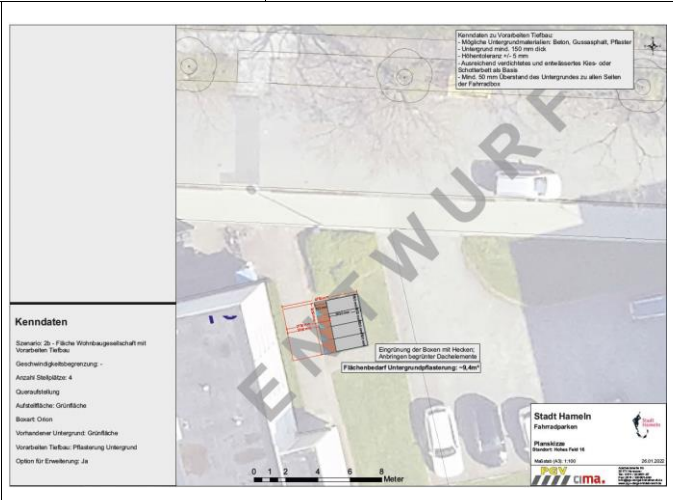 Kenndaten zu Vorarbeiten Tiefbau:
- Mögliche Untergrundmaterialien: Beton, Gussasphalt, Pflaster
- Untergrund mind. 150 mm dick
- Höhentoleranz +/- 5 mm
- Ausreichend verdichtetes und entwässertes Kies- oder
Schotterbett als Basis
- Mind. 50 mm Überstand des Untergrundes zu allen Seiten
der Fahrradbox
ENTWURF
Kenndaten
Szenario: 2b - Fläche Wohnbaugesellschaft mit
Vorarbeiten Tiefbau
Geschwindigkeitsbegrenzung: -
Anzahl Stellplätze: 4
Queraufstellung
Aufstellfläche: Grünfläche
Boxart: Orion
Vorhandener Untergrund: Grünfläche
Vorarbeiten Tiefbau: Pflasterung Untergrund
Option für Erweiterung: Ja
Eingrünung der Boxen mit Hecken;
Anbringen begrünter Dachelemente
Flächenbedarf Untergrundpflasterung: ~9,4m²
0 1 2 4 6 8
Meter
Stadt Hameln
Fahrradparken
Stadt
Hameln
Planskizze
Standort: Hohes Feld 16
Maßstab (A3): 1:100
26.01.2022
PGV
cima.